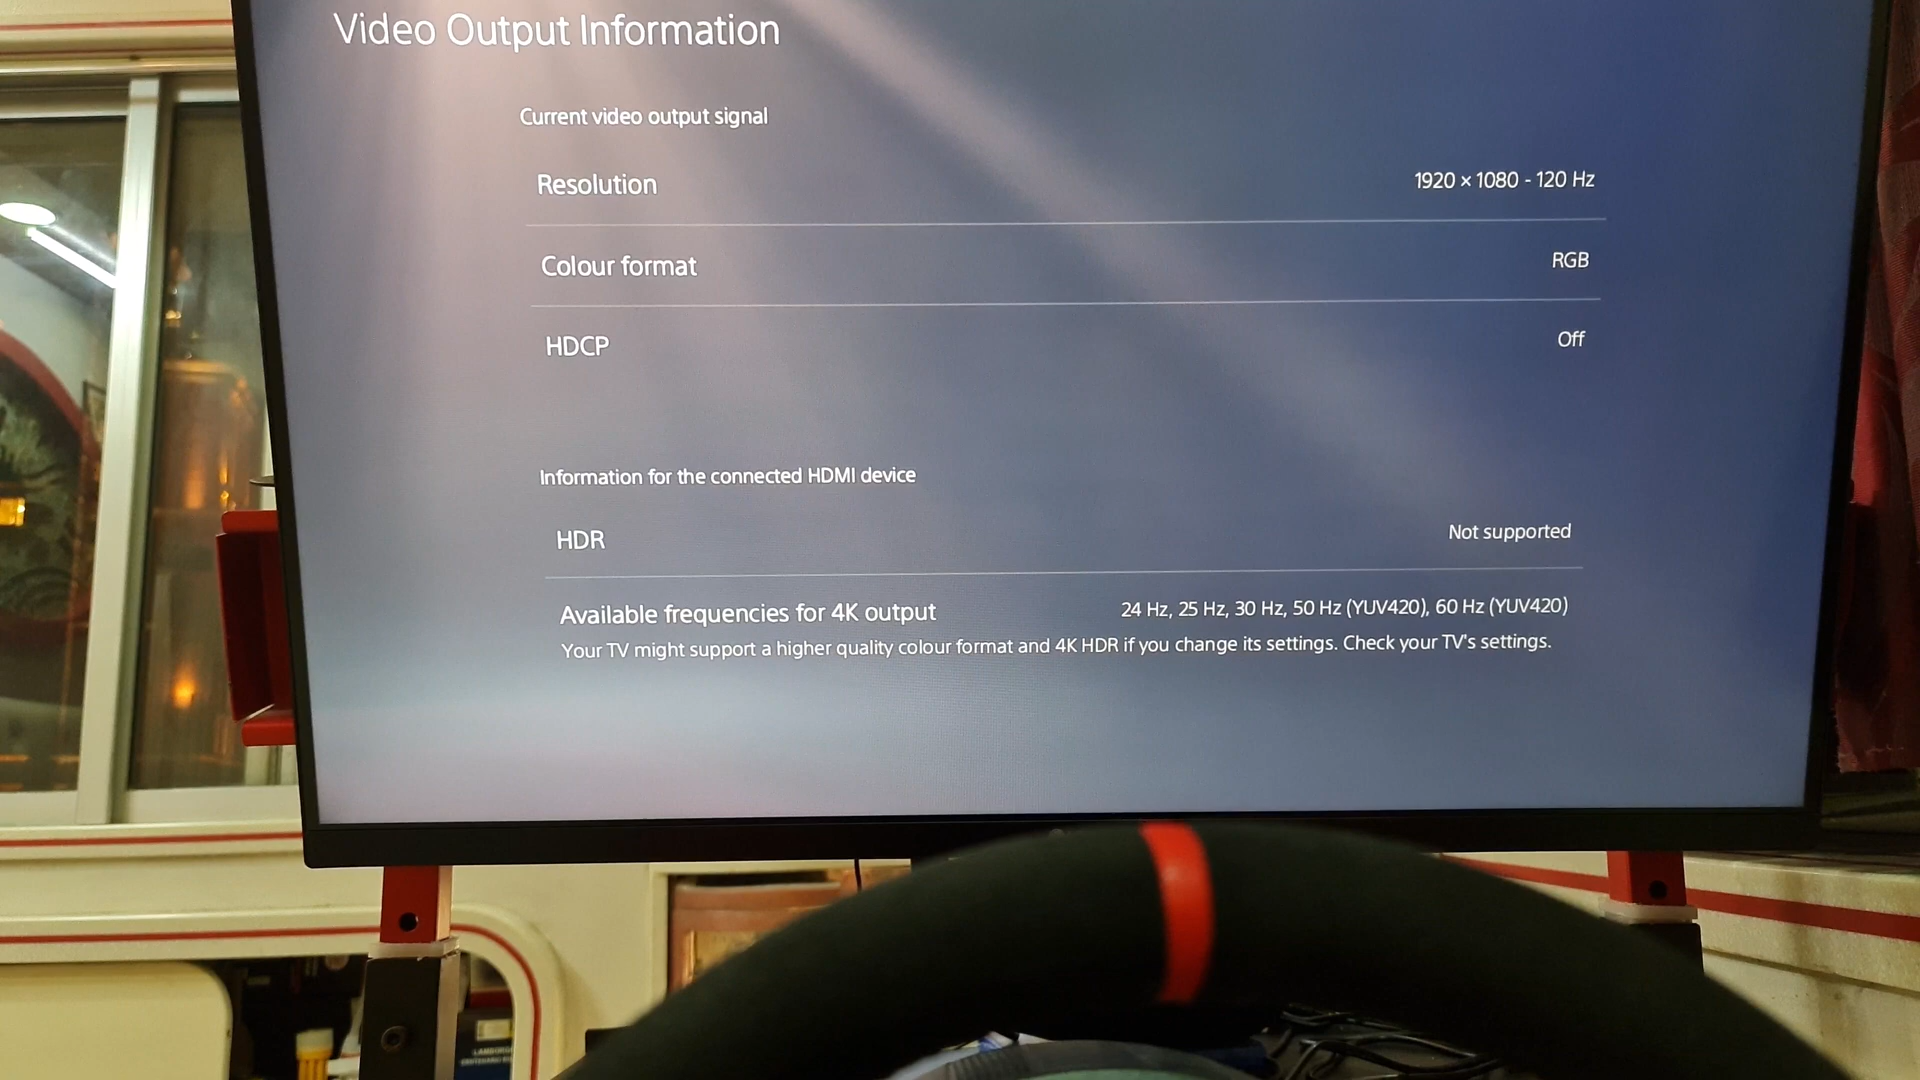 Video Output Information
Current video output signal
Resolution 1920 × 1080 - 120 Hz
Colour format RGB
HDCP Off
Information for the connected HDMI device
HDR Not supported
Available frequencies for 4K output 24 Hz, 25 Hz, 30 Hz, 50 Hz (YUV420), 60 Hz (YUV420)
Your TV might support a higher quality colour format and 4K HDR if you change its settings. Check your TV's settings.